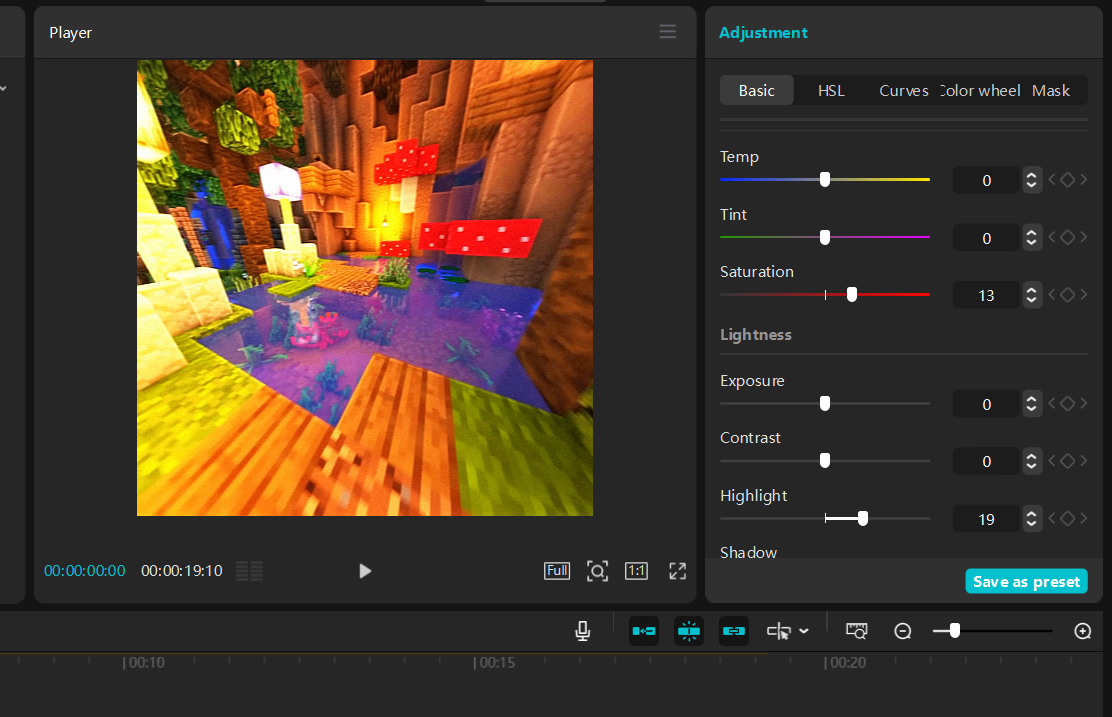 Player
Adjustment
Basic HSL Curves Color wheel Mask
Temp
0
Tint
0
Saturation
13
Lightness
Exposure
0
Contrast
0
Highlight
19
Shadow
00:00:00:00 00:00:19:10 Full 1:1
Save as preset
00:10 00:15 00:20